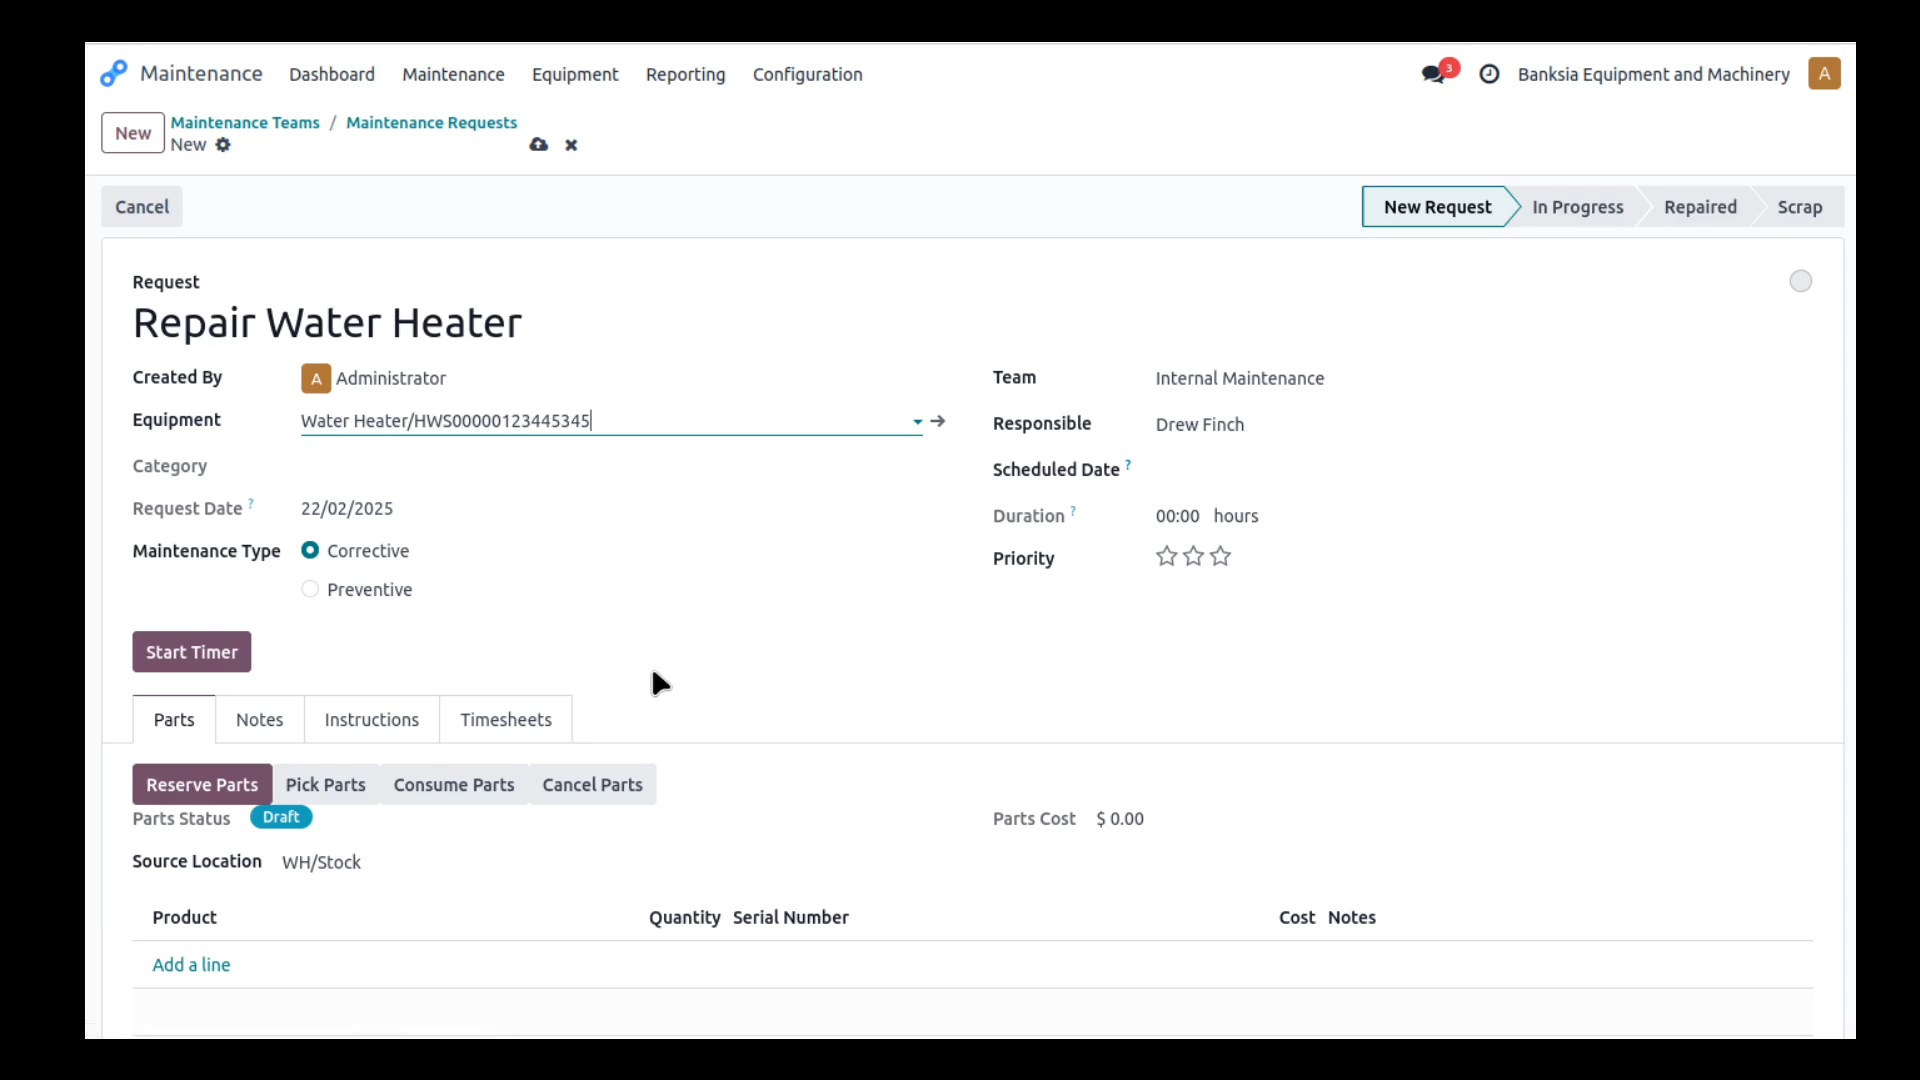 Maintenance Dashboard Maintenance Equipment Reporting Configuration 3 Banksia Equipment and Machinery A
New Maintenance Teams / Maintenance Requests
New
Cancel New Request In Progress Repaired Scrap
Request
Repair Water Heater
Created By A Administrator Team Internal Maintenance
Equipment Water Heater/HWS00000123445345 Responsible Drew Finch
Category Scheduled Date ?
Request Date ? 22/02/2025 Duration ? 00:00 hours
Maintenance Type Corrective Priority
Preventive
Start Timer
Parts Notes Instructions Timesheets
Reserve Parts Pick Parts Consume Parts Cancel Parts
Parts Status Draft Parts Cost $ 0.00
Source Location WH/Stock
Product Quantity Serial Number Cost Notes
Add a line